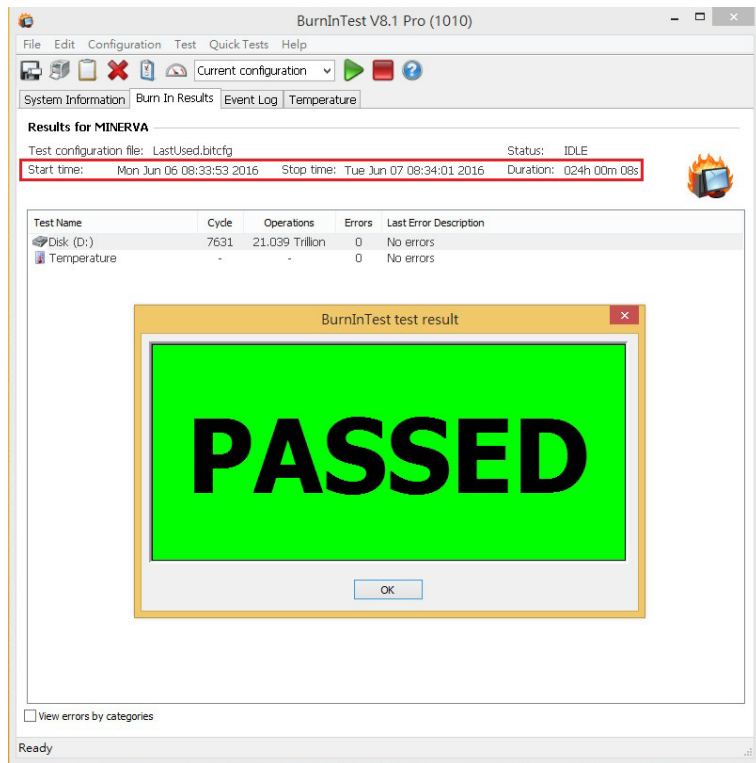 BurnInTest V8.1 Pro (1010)
File Edit Configuration Test Quick Tests Help
Current configuration
System Information Burn In Results Event Log Temperature
Results for MINERVA
Test configuration file: LastUsed.bitcfg Status: IDLE
Start time: Mon Jun 06 08:33:53 2016 Stop time: Tue Jun 07 08:34:01 2016 Duration: 024h 00m 08s
Test Name Cycle Operations Errors Last Error Description
Disk (D:) 7631 21.039 Trillion 0 No errors
Temperature - - 0 No errors
BurnInTest test result
PASSED
OK
View errors by categories
Ready